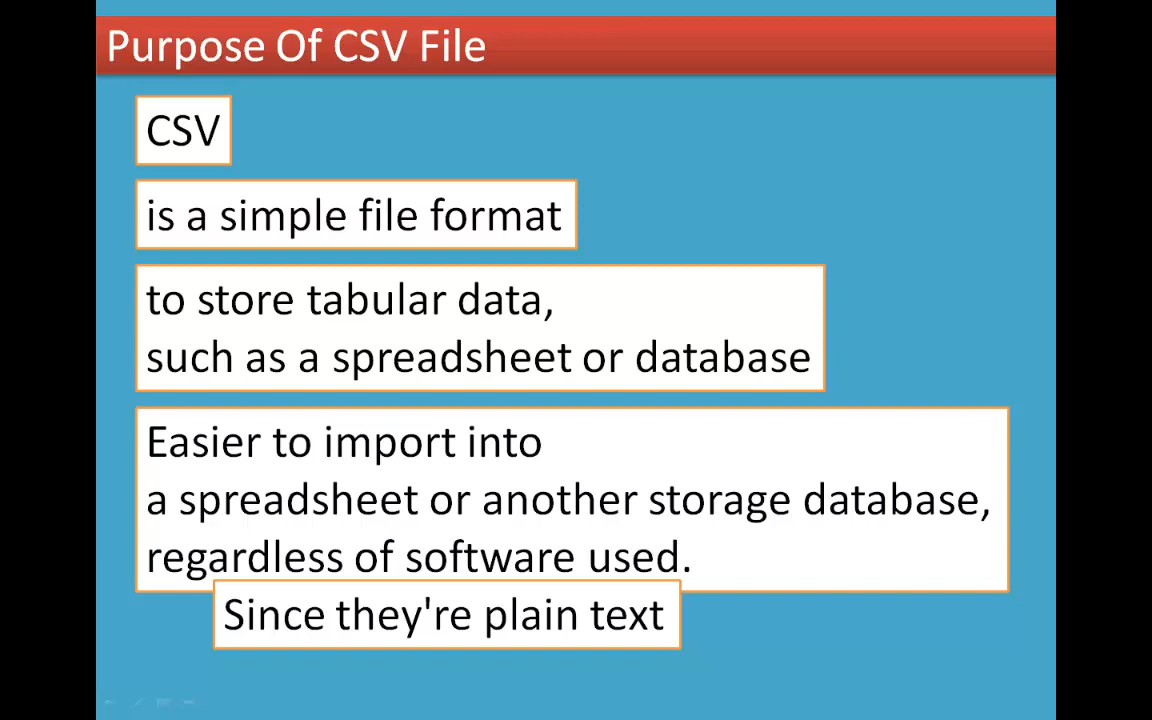 Purpose Of CSV File
CSV
is a simple file format
to store tabular data,
such as a spreadsheet or database
Easier to import into
a spreadsheet or another storage database,
regardless of software used.
Since they're plain text